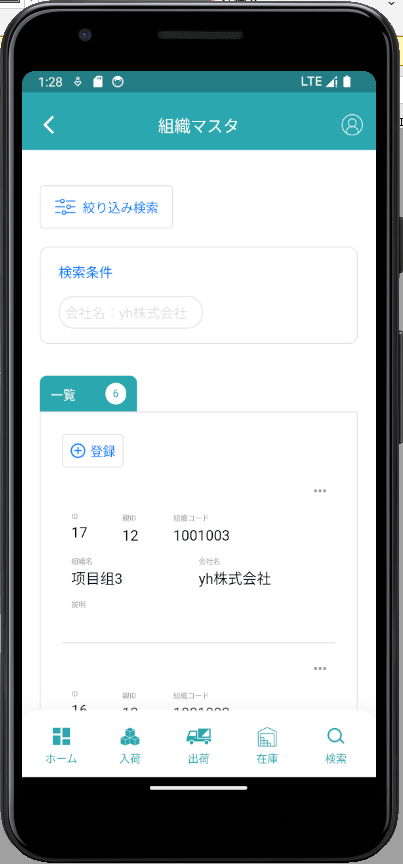 1:28 LTE
組織マスタ
絞り込み検索
検索条件
会社名：yh株式会社
一覧 6
登録
ID 親ID 組織コード
17 12 1001003
組織名 会社名
项目组3 yh株式会社
説明
ID 親ID 組織コード
16
ホーム 入荷 出荷 在庫 検索